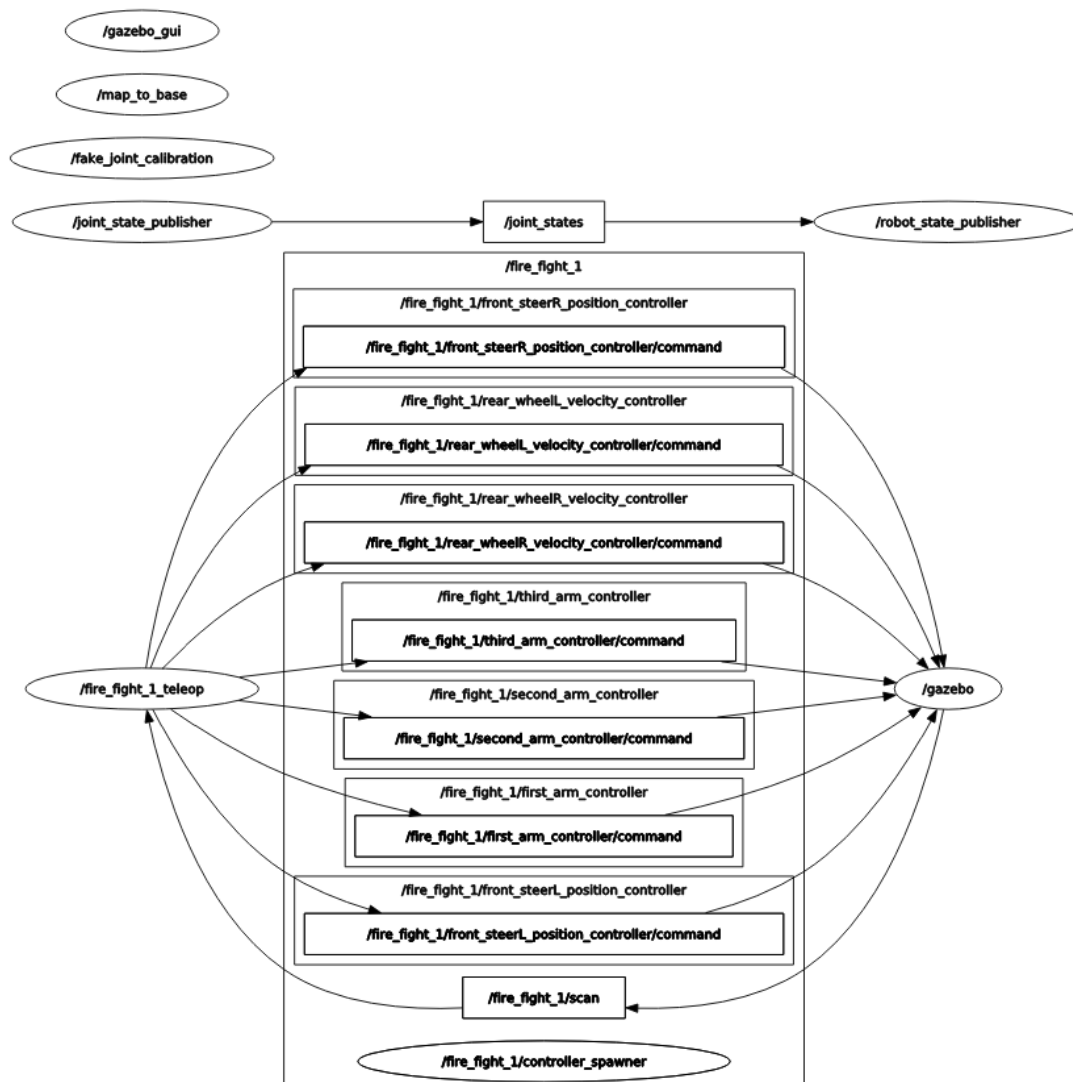 /gazebo_gui
/map_to_base
/fake_joint_calibration
/joint_state_publisher
/joint_states
/robot_state_publisher
/fire_fight_1
/fire_fight_1/front_steerR_position_controller
/fire_fight_1/front_steerR_position_controller/command
/fire_fight_1/rear_wheelL_velocity_controller
/fire_fight_1/rear_wheelL_velocity_controller/command
/fire_fight_1/rear_wheelR_velocity_controller
/fire_fight_1/rear_wheelR_velocity_controller/command
/fire_fight_1/third_arm_controller
/fire_fight_1/third_arm_controller/command
/fire_fight_1_teleop
/gazebo
/fire_fight_1/second_arm_controller
/fire_fight_1/second_arm_controller/command
/fire_fight_1/first_arm_controller
/fire_fight_1/first_arm_controller/command
/fire_fight_1/front_steerL_position_controller
/fire_fight_1/front_steerL_position_controller/command
/fire_fight_1/scan
/fire_fight_1/controller_spawner